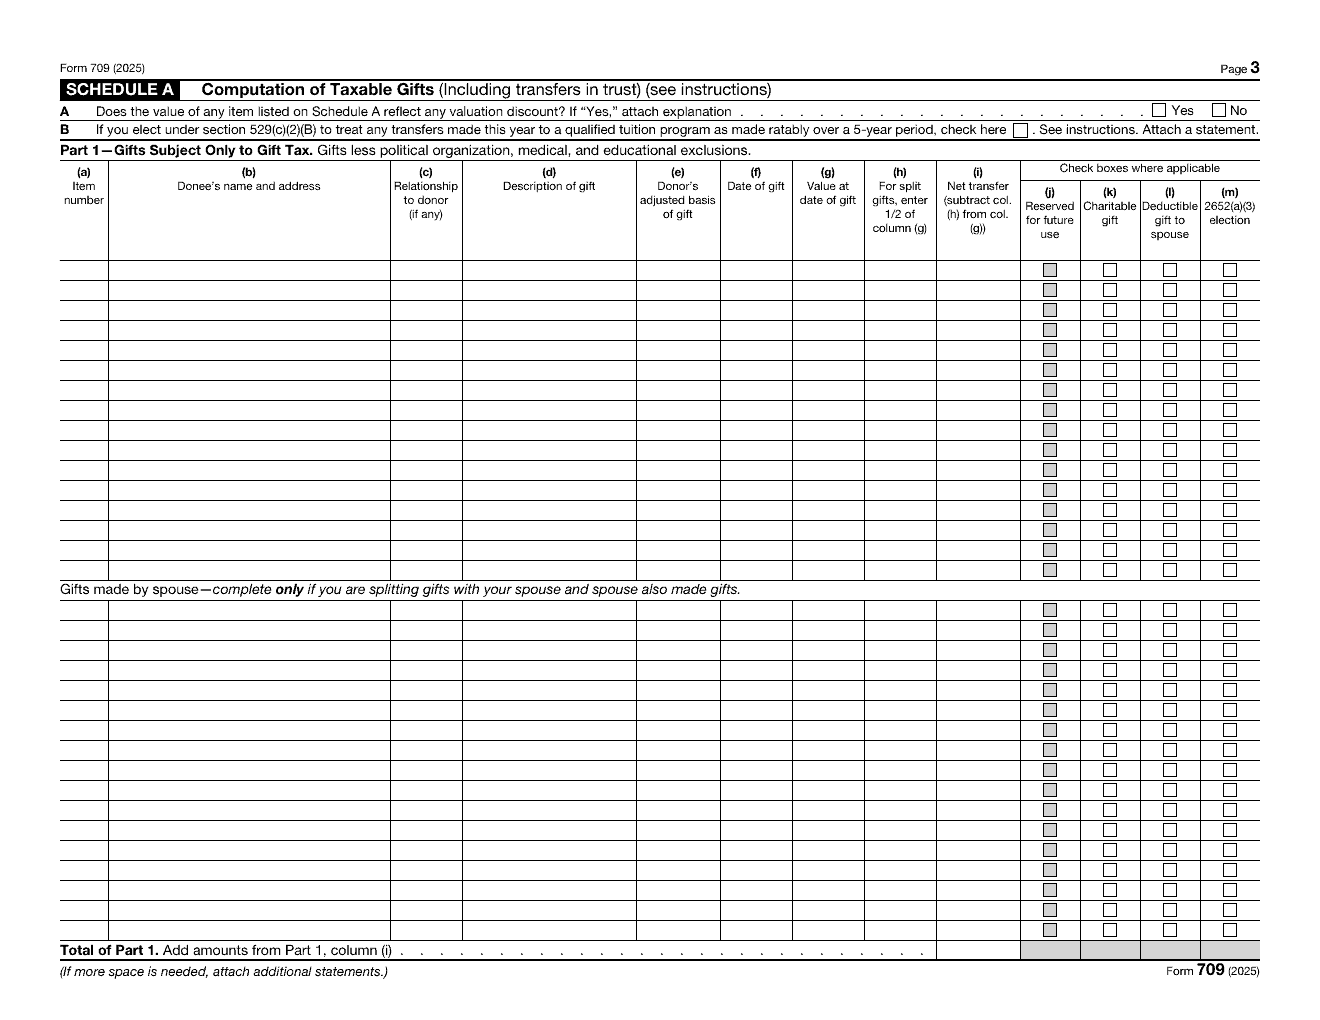 Form 709 (2025) Page 3
SCHEDULE A Computation of Taxable Gifts (Including transfers in trust) (see instructions)
A Does the value of any item listed on Schedule A reflect any valuation discount? If “Yes,” attach explanation . . . . . . . . . . . . . . . . . . . . . . . Yes No
B If you elect under section 529(c)(2)(B) to treat any transfers made this year to a qualified tuition program as made ratably over a 5-year period, check here . See instructions. Attach a statement.
Part 1—Gifts Subject Only to Gift Tax. Gifts less political organization, medical, and educational exclusions.
(a)
Item
number
(b)
Donee’s name and address
(c)
Relationship
to donor
(if any)
(d)
Description of gift
(e)
Donor’s
adjusted basis
of gift
(f)
Date of gift
(g)
Value at
date of gift
(h)
For split
gifts, enter
1/2 of
column (g)
(i)
Net transfer
(subtract col.
(h) from col.
(g))
Check boxes where applicable
(j)
Reserved
for future
use
(k)
Charitable
gift
(l)
Deductible
gift to
spouse
(m)
2652(a)(3)
election
Gifts made by spouse—complete only if you are splitting gifts with your spouse and spouse also made gifts.
Total of Part 1. Add amounts from Part 1, column (i) . . . . . . . . . . . . . . . . . . . . . . . . . . . . . .
(If more space is needed, attach additional statements.) Form 709 (2025)